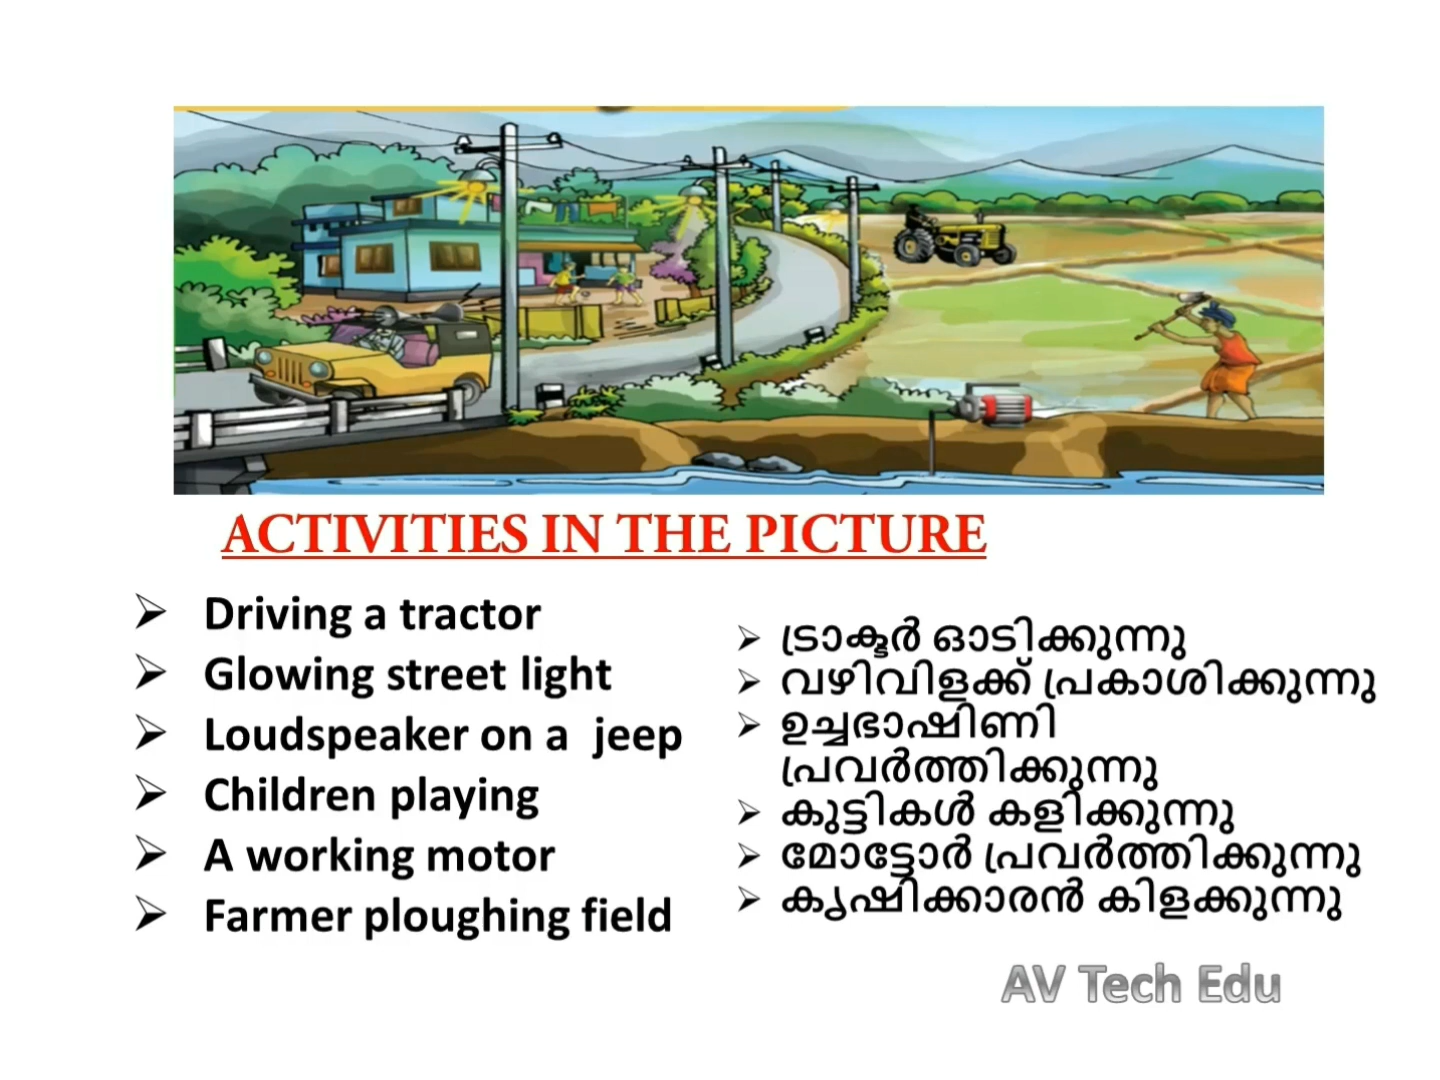 ACTIVITIES IN THE PICTURE
Driving a tractor
Glowing street light
Loudspeaker on a jeep
Children playing
A working motor
Farmer ploughing field
ട്രാക്ടർ ഓടിക്കുന്നു
വഴിവിളക്ക് പ്രകാശിക്കുന്നു
ഉച്ചഭാഷിണി
പ്രവർത്തിക്കുന്നു
കുട്ടികൾ കളിക്കുന്നു
മോട്ടോർ പ്രവർത്തിക്കുന്നു
കൃഷിക്കാരൻ കിളക്കുന്നു
AV Tech Edu